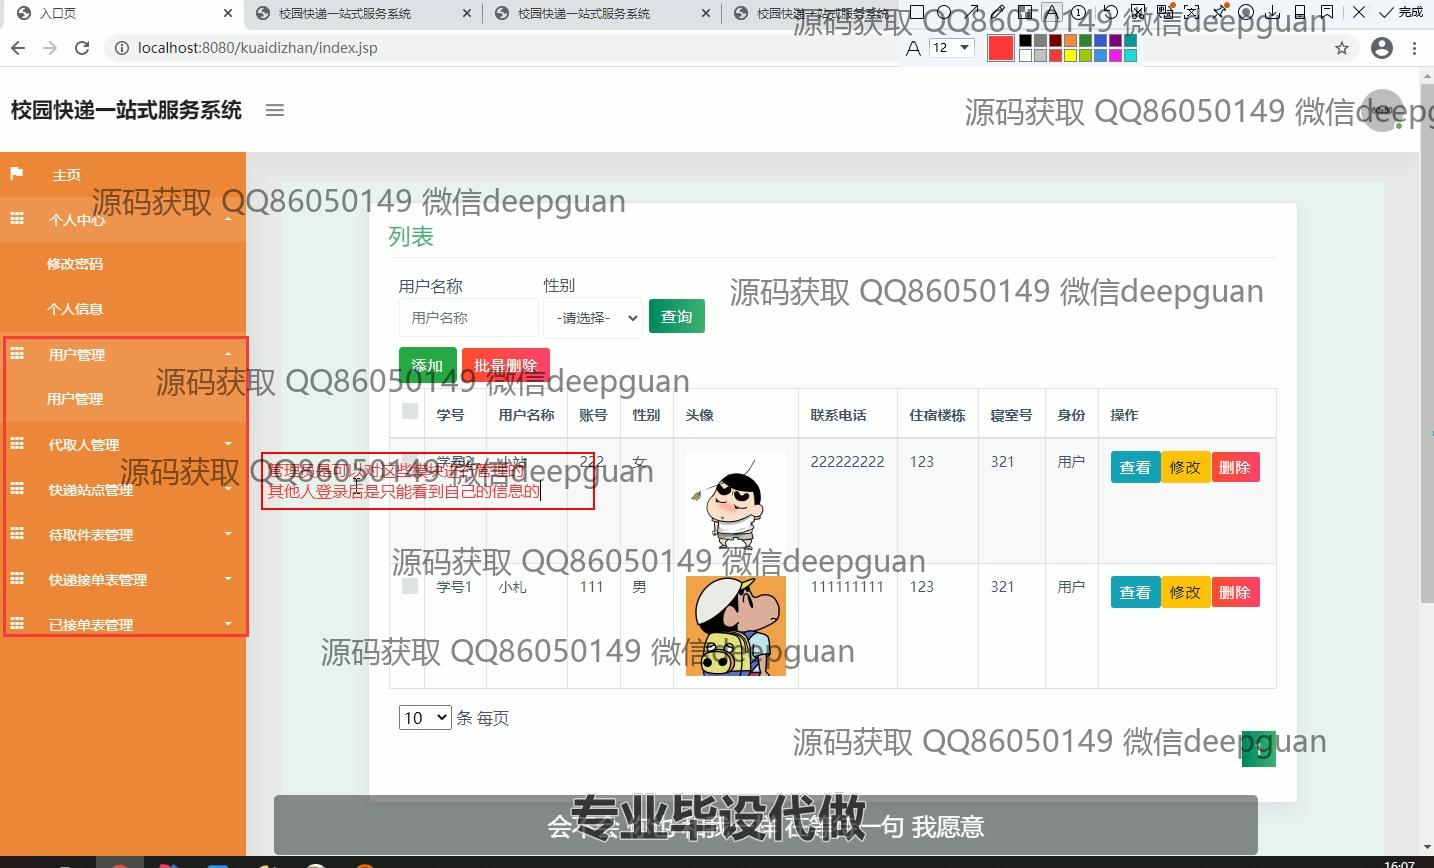 入口页
校园快递一站式服务系统
校园快递一站式服务系统
校园快递一站式服务系统
源码获取 QQ86050149 微信deepguan
完成
localhost:8080/kuaidizhan/index.jsp
12
校园快递一站式服务系统
源码获取 QQ86050149 微信deepg
主页
源码获取 QQ86050149 微信deepguan
个人中心
修改密码
个人信息
用户管理
用户管理
代取人管理
快递站点管理
待取件表管理
快递接单表管理
已接单表管理
列表
用户名称
性别
源码获取 QQ86050149 微信deepguan
用户名称
-请选择-
查询
添加
批量删除
源码获取 QQ86050149 微信deepguan
学号 用户名称 账号 性别 头像 联系电话 住宿楼栋 寝室号 身份 操作
学号2 小站 222 女 222222222 123 321 用户 查看 修改 删除
源码获取 QQ86050149 微信deepguan
管理员是可以对这些模块进行管理的
其他人登录后是只能看到自己的信息的
源码获取 QQ86050149 微信deepguan
学号1 小札 111 男 111111111 123 321 用户 查看 修改 删除
源码获取 QQ86050149 微信deepguan
10 条 每页
源码获取 QQ86050149 微信deepguan
专业毕设代做
一句 我愿意
16:07